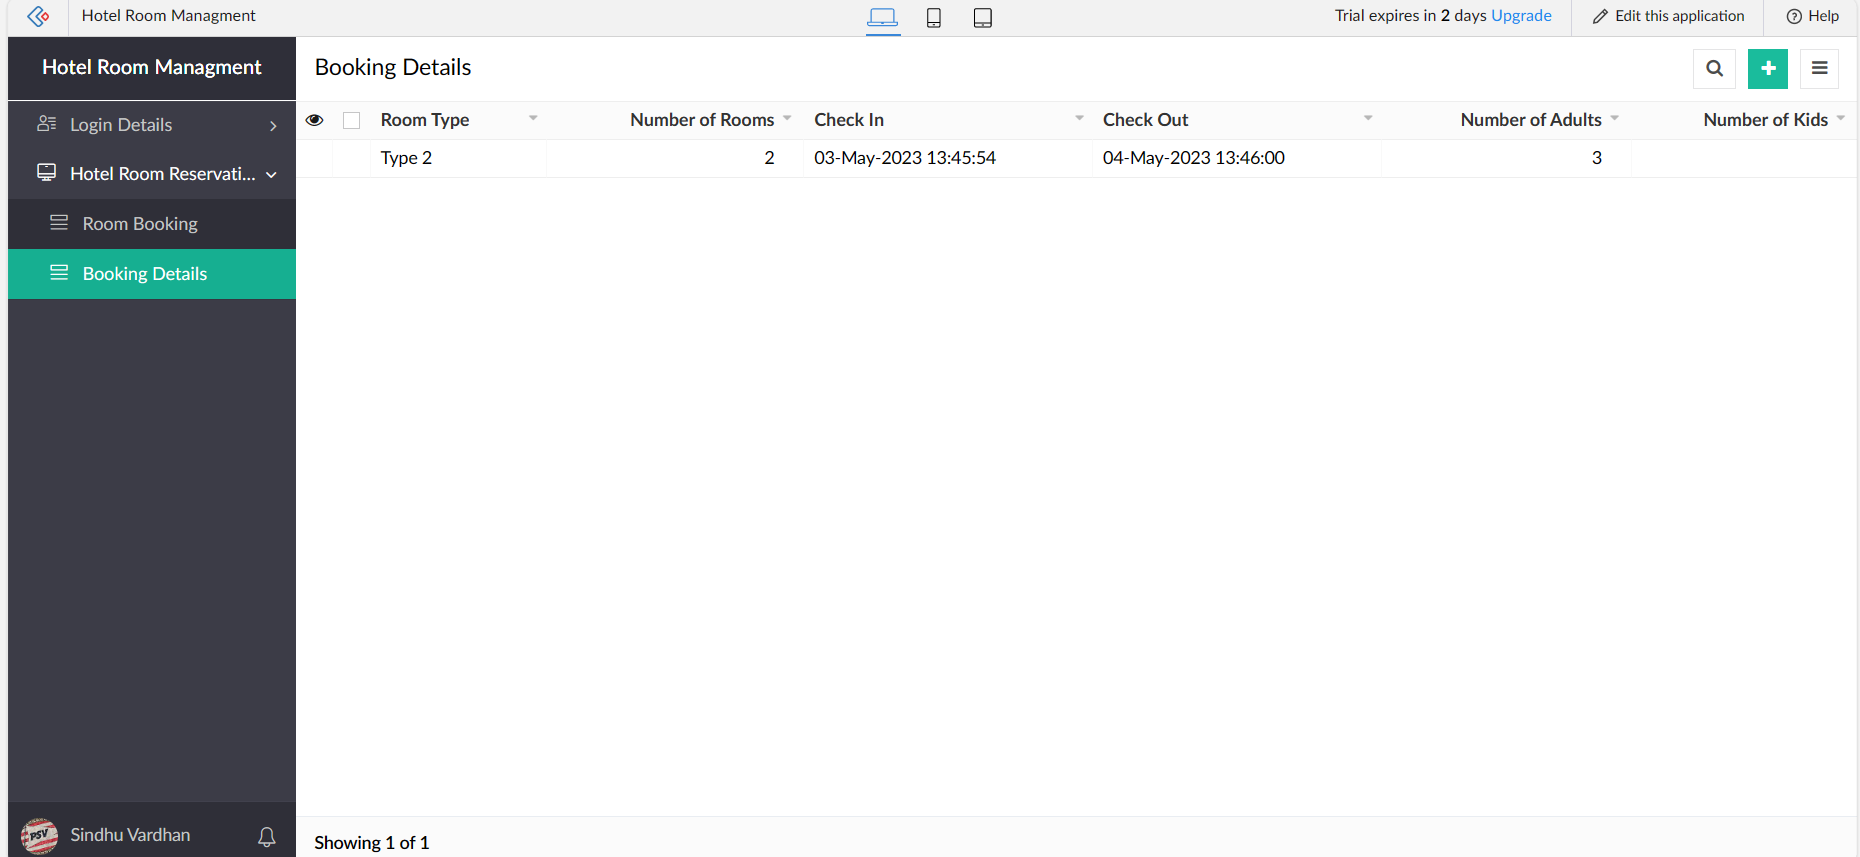 Hotel Room Managment
Trial expires in 2 days Upgrade
Edit this application
Help
Hotel Room Managment
Login Details
Hotel Room Reservati...
Room Booking
Booking Details
PSV
Sindhu Vardhan
Booking Details
Room Type Number of Rooms Check In Check Out Number of Adults Number of Kids
Type 2 2 03-May-2023 13:45:54 04-May-2023 13:46:00 3
Showing 1 of 1